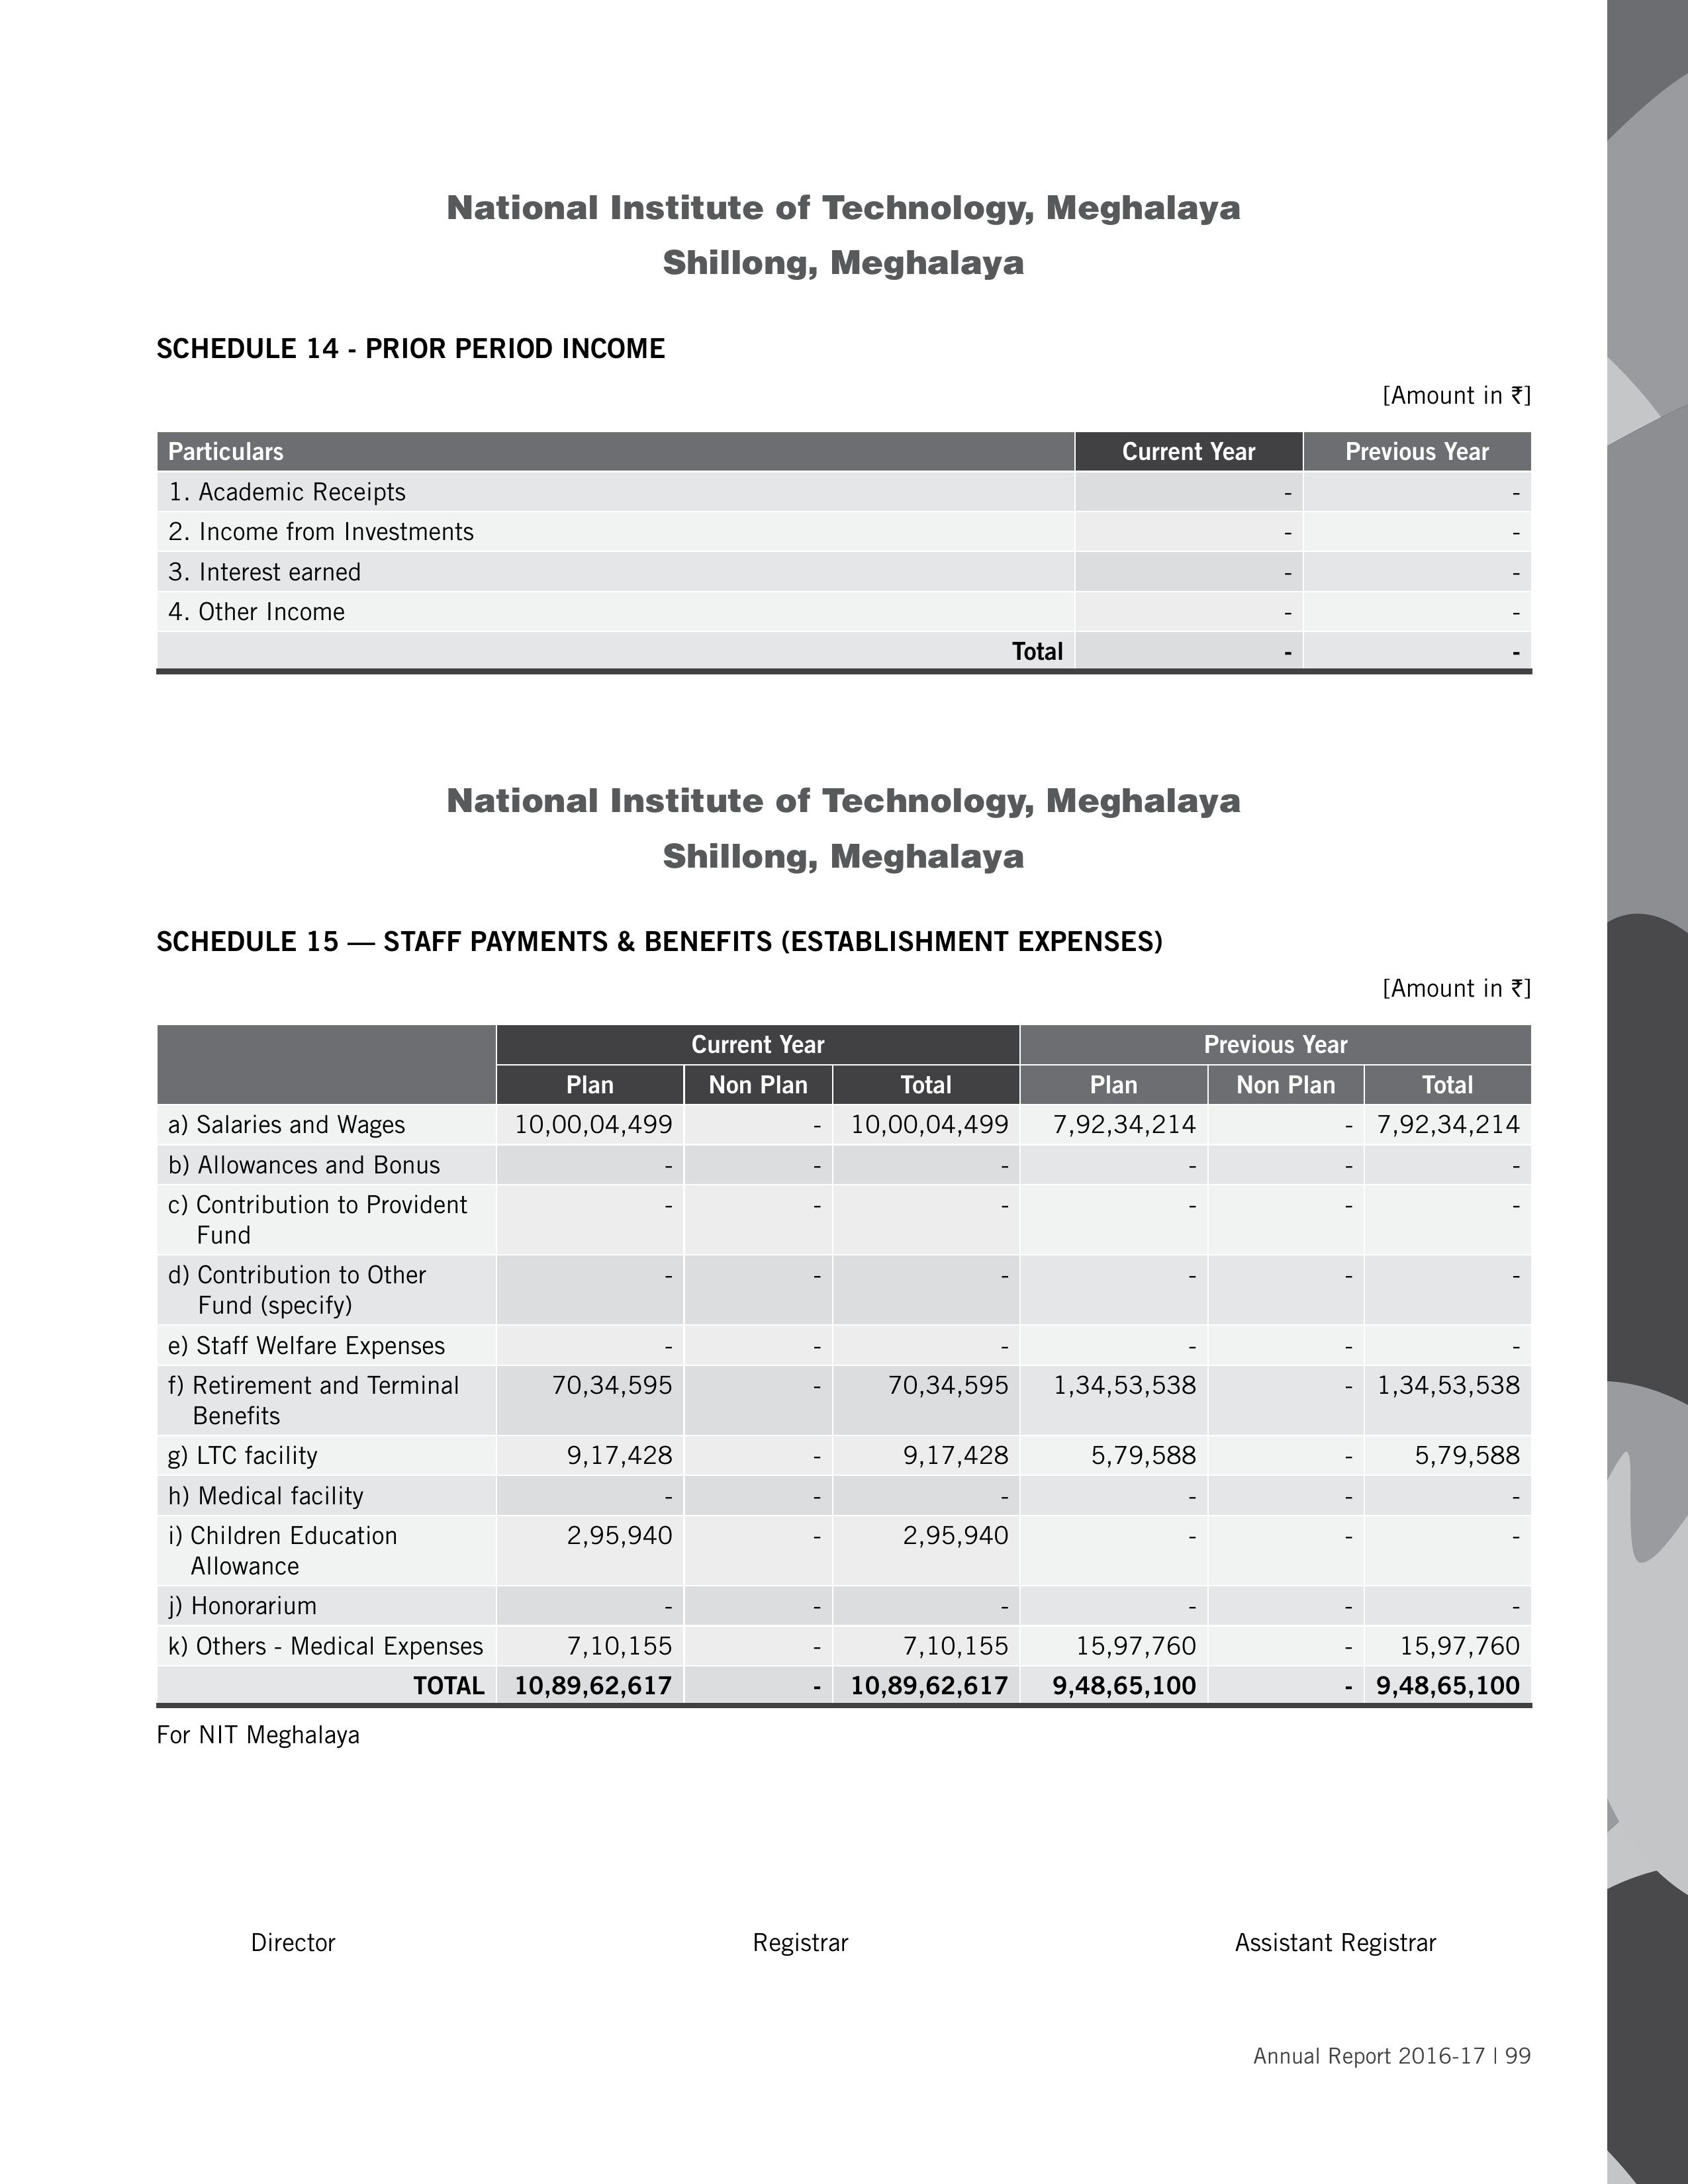 National Institute of Technology, Meghalaya
Shillong, Meghalaya
SCHEDULE 14 - PRIOR PERIOD INCOME
[Amount in ₹]
Particulars Current Year Previous Year
1. Academic Receipts - -
2. Income from Investments - -
3. Interest earned - -
4. Other Income - -
Total - -
National Institute of Technology, Meghalaya
Shillong, Meghalaya
SCHEDULE 15 — STAFF PAYMENTS & BENEFITS (ESTABLISHMENT EXPENSES)
[Amount in ₹]
Current Year Previous Year
Plan Non Plan Total Plan Non Plan Total
a) Salaries and Wages 10,00,04,499 - 10,00,04,499 7,92,34,214 - 7,92,34,214
b) Allowances and Bonus - - - - - -
c) Contribution to Provident - - - - - -
Fund
d) Contribution to Other - - - - - -
Fund (specify)
e) Staff Welfare Expenses - - - - - -
f) Retirement and Terminal 70,34,595 - 70,34,595 1,34,53,538 - 1,34,53,538
Benefits
g) LTC facility 9,17,428 - 9,17,428 5,79,588 - 5,79,588
h) Medical facility - - - - - -
i) Children Education 2,95,940 - 2,95,940 - - -
Allowance
j) Honorarium - - - - - -
k) Others - Medical Expenses 7,10,155 - 7,10,155 15,97,760 - 15,97,760
TOTAL 10,89,62,617 - 10,89,62,617 9,48,65,100 - 9,48,65,100
For NIT Meghalaya
Director Registrar Assistant Registrar
Annual Report 2016-17 | 99